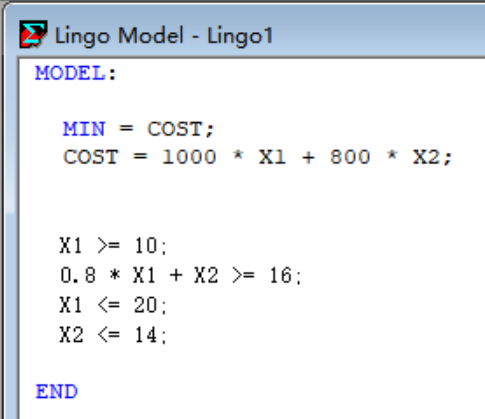 Lingo Model - Lingo1
MODEL:
MIN = COST;
COST = 1000 * X1 + 800 * X2;
X1 >= 10;
0.8 * X1 + X2 >= 16;
X1 <= 20;
X2 <= 14;
END